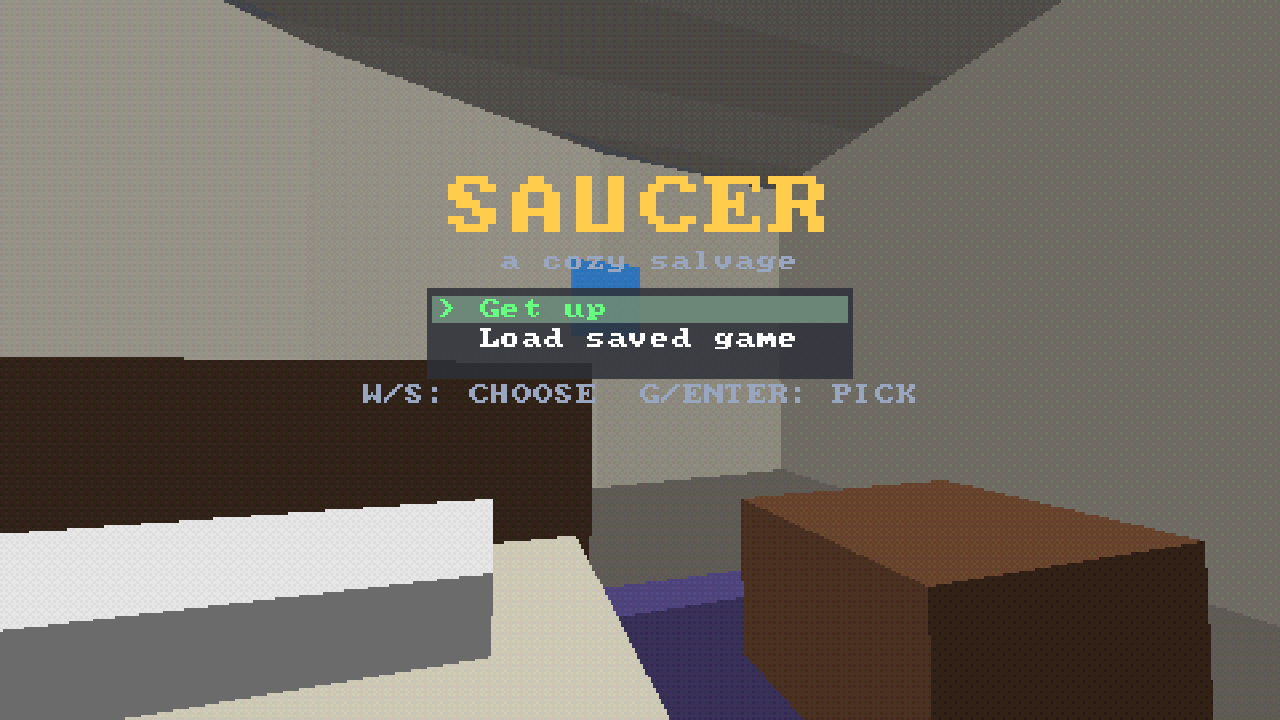 SAUCER
a cozy salvage
> Get up
Load saved game
W/S: CHOOSE G/ENTER: PICK